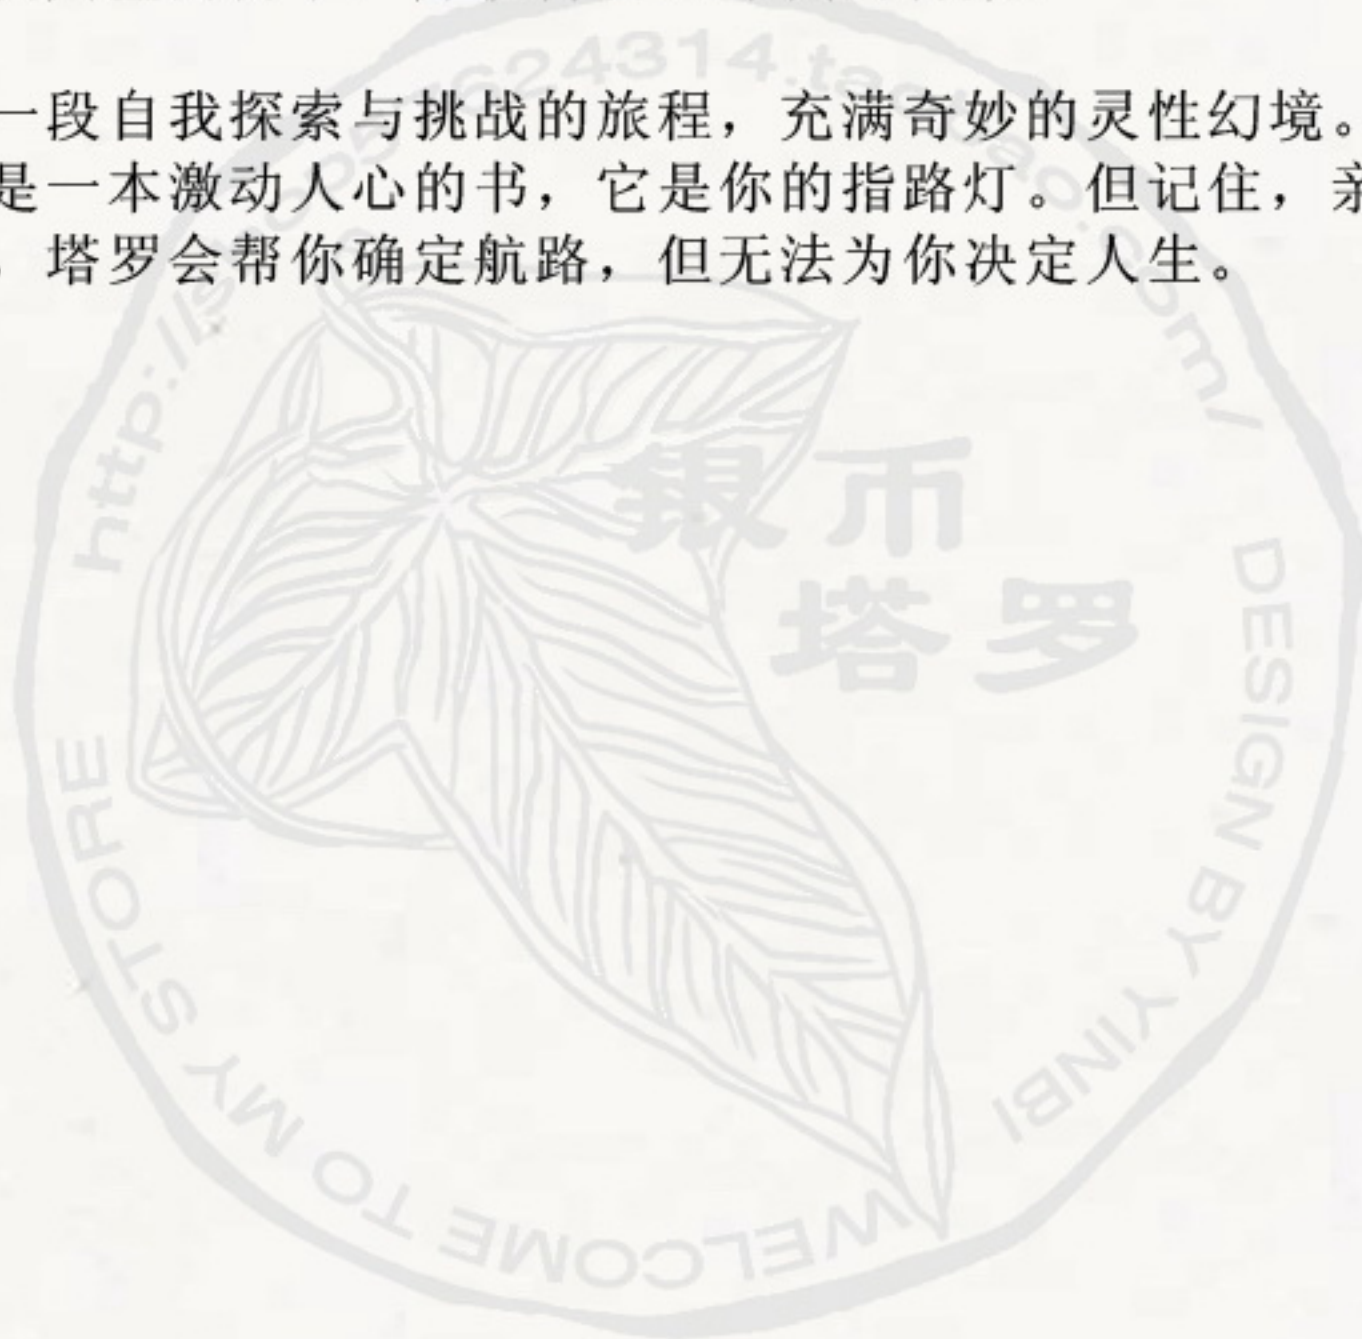 一段自我探索与挑战的旅程，充满奇妙的灵性幻境。
是一本激动人心的书，它是你的指路灯。但记住，亲
，塔罗会帮你确定航路，但无法为你决定人生。
银币
塔罗
DESIGN BY YINBI
WELCOME TO MY STORE